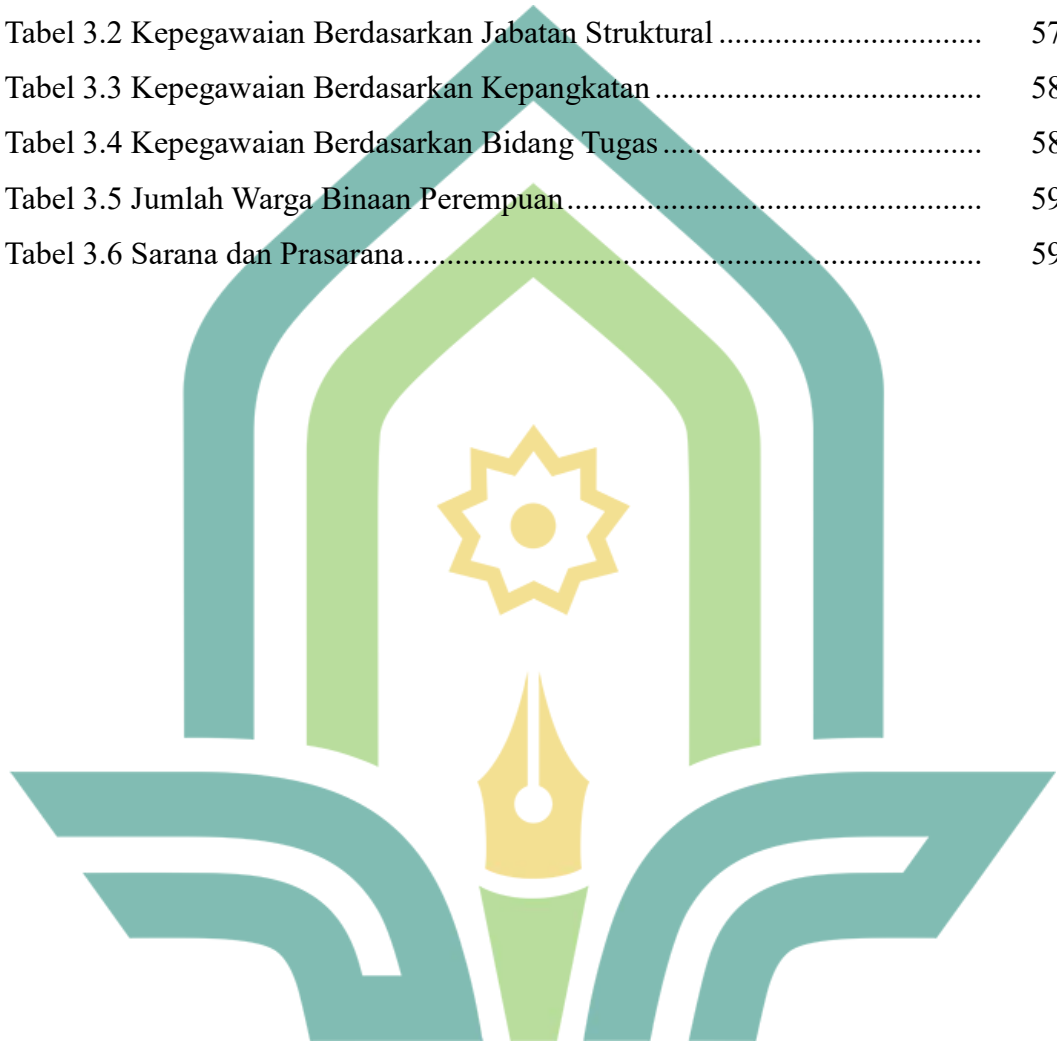 Tabel 3.2 Kepegawaian Berdasarkan Jabatan Struktural ................................. 57
Tabel 3.3 Kepegawaian Berdasarkan Kepangkatan .......................................... 58
Tabel 3.4 Kepegawaian Berdasarkan Bidang Tugas ........................................ 58
Tabel 3.5 Jumlah Warga Binaan Perempuan ..................................................... 59
Tabel 3.6 Sarana dan Prasarana ......................................................................... 59